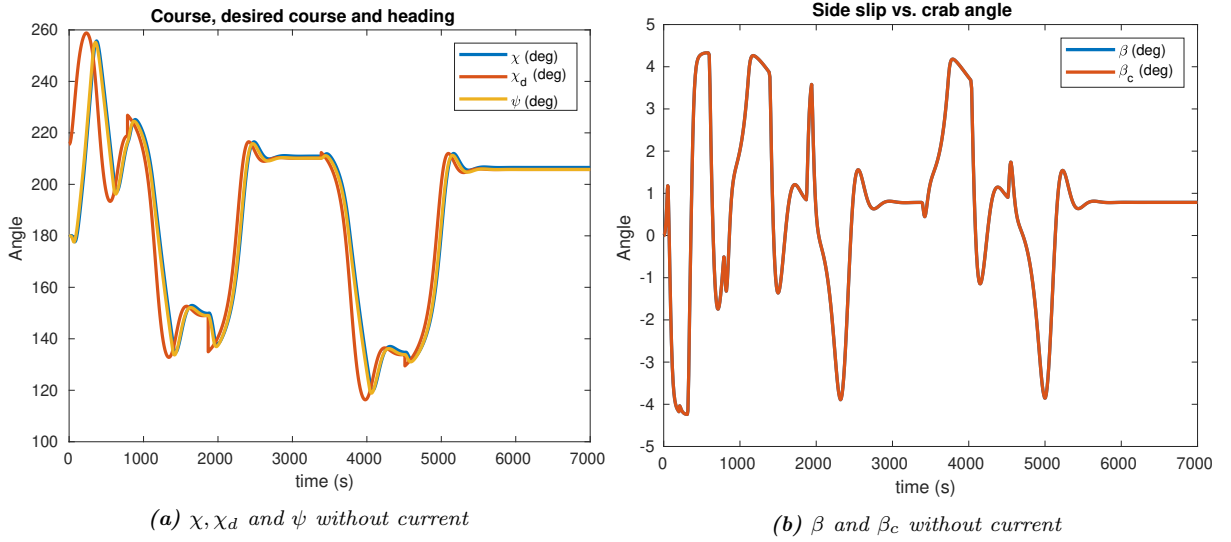 Course, desired course and heading
260
240
220
200
180
160
140
120
100
Angle
χ (deg)
χ_d (deg)
ψ (deg)
0 1000 2000 3000 4000 5000 6000 7000
time (s)
(a) χ, χ_d and ψ without current
Side slip vs. crab angle
5
4
3
2
1
0
-1
-2
-3
-4
-5
Angle
β (deg)
β_c (deg)
0 1000 2000 3000 4000 5000 6000 7000
time (s)
(b) β and β_c without current